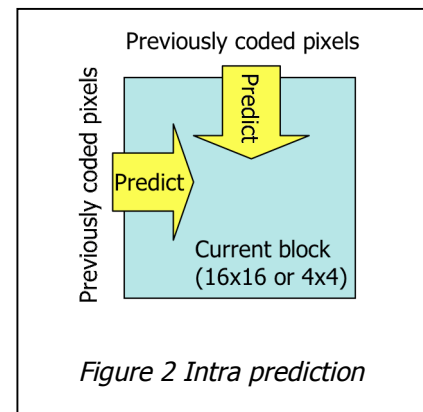 Previously coded pixels
Previously coded pixels
Predict
Predict
Current block
(16x16 or 4x4)
Figure 2 Intra prediction